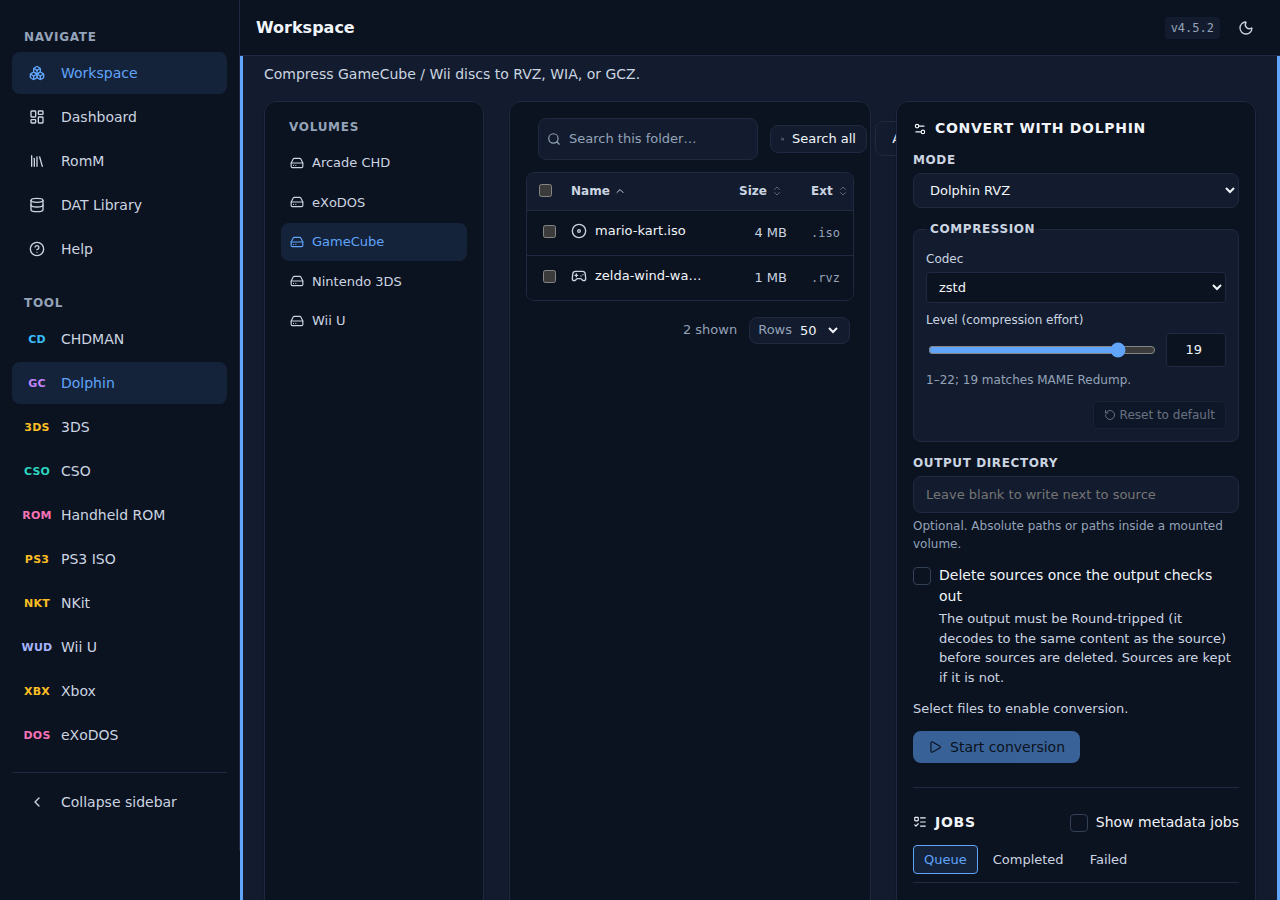 NAVIGATE
Workspace
Dashboard
RomM
DAT Library
Help
TOOL
CD CHDMAN
GC Dolphin
3DS 3DS
CSO CSO
ROM Handheld ROM
PS3 PS3 ISO
NKT NKit
WUD Wii U
XBX Xbox
DOS eXoDOS
Collapse sidebar
Workspace
v4.5.2
Compress GameCube / Wii discs to RVZ, WIA, or GCZ.
VOLUMES
Arcade CHD
eXoDOS
GameCube
Nintendo 3DS
Wii U
Search this folder…
Search all
Name Size Ext
mario-kart.iso 4 MB .iso
zelda-wind-wa… 1 MB .rvz
2 shown Rows 50
CONVERT WITH DOLPHIN
MODE
Dolphin RVZ
COMPRESSION
Codec
zstd
Level (compression effort)
19
1–22; 19 matches MAME Redump.
Reset to default
OUTPUT DIRECTORY
Leave blank to write next to source
Optional. Absolute paths or paths inside a mounted
volume.
Delete sources once the output checks
out
The output must be Round-tripped (it
decodes to the same content as the source)
before sources are deleted. Sources are kept
if it is not.
Select files to enable conversion.
Start conversion
JOBS
Show metadata jobs
Queue Completed Failed